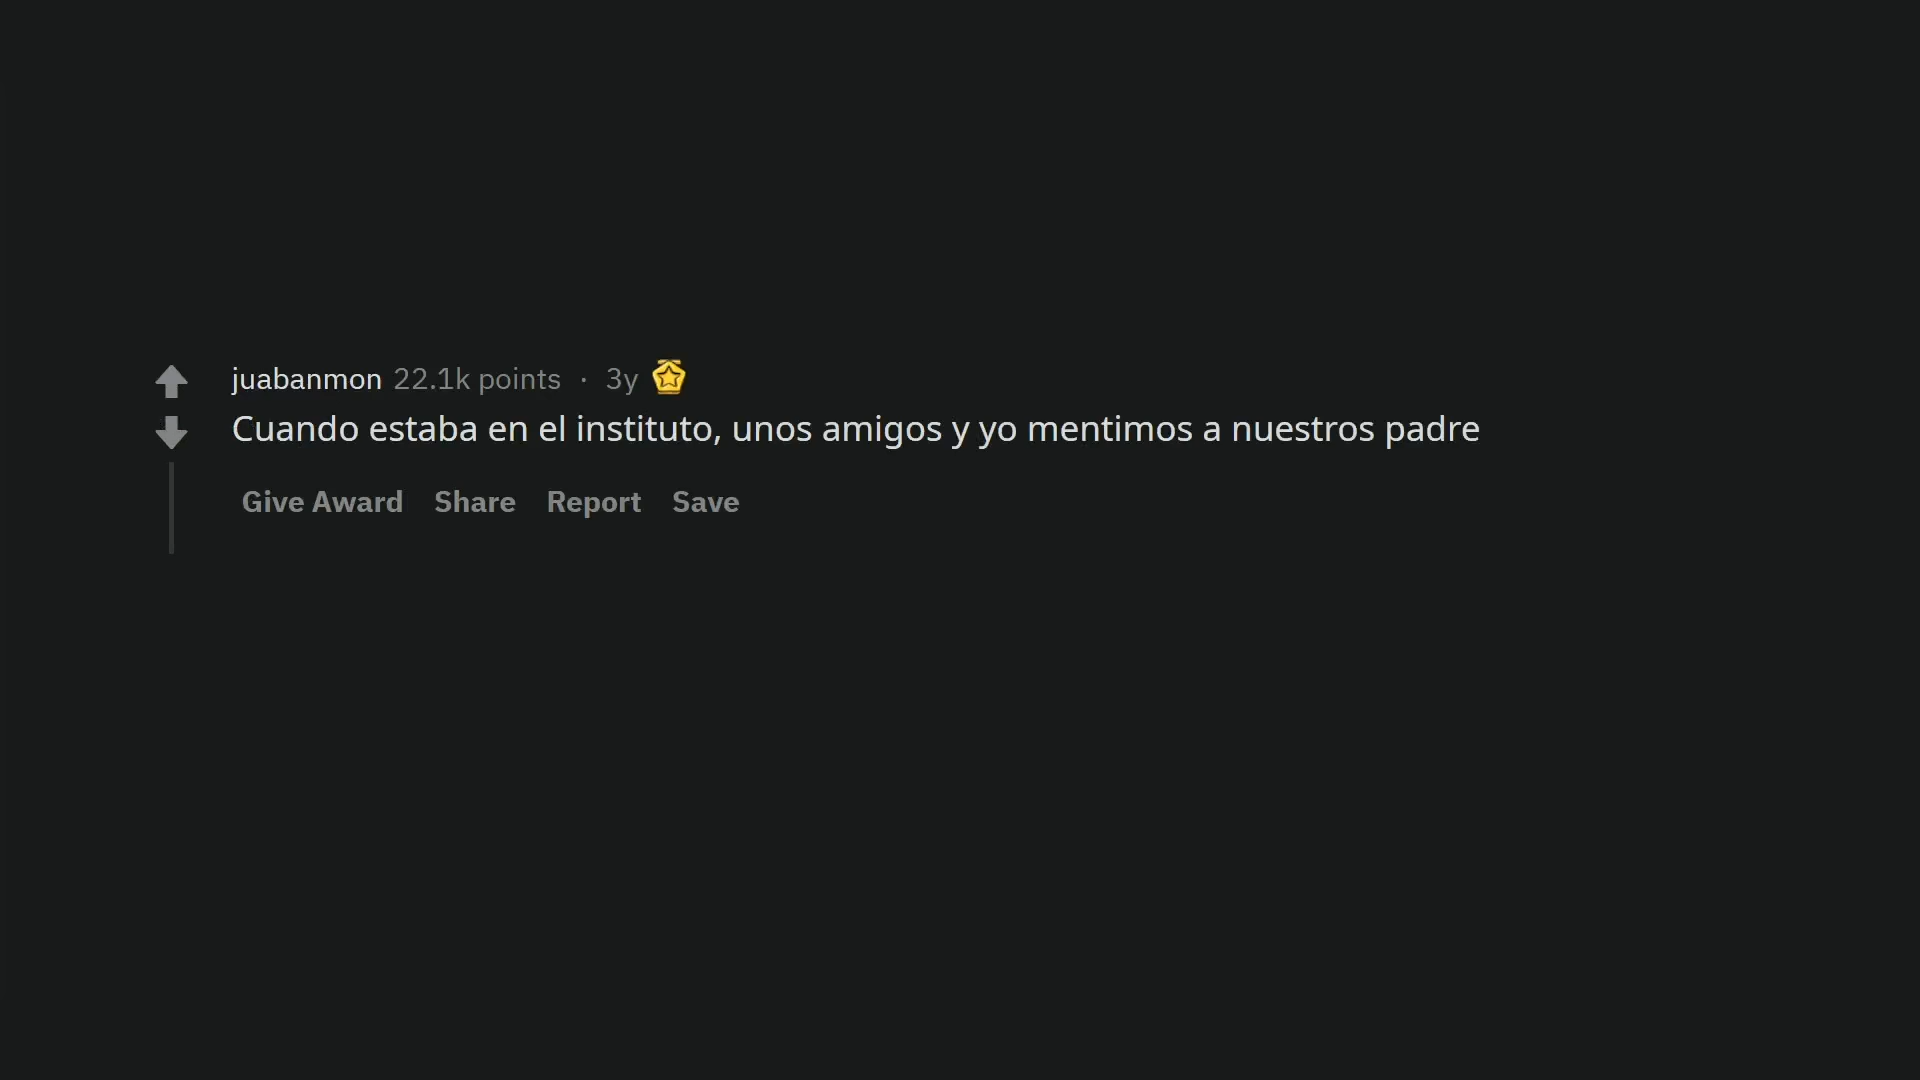 juabanmon 22.1k points · 3y
Cuando estaba en el instituto, unos amigos y yo mentimos a nuestros padre
Give Award Share Report Save